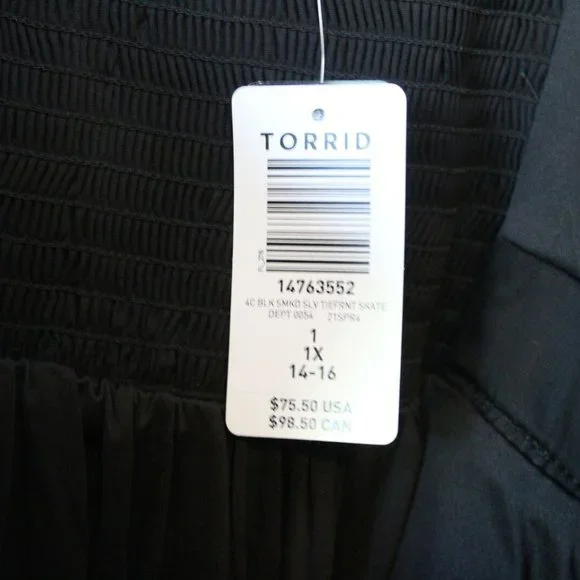 TORRID
14763552
4C BLK SMKD SLV TIEFRNT SKATE
DEPT 0054 21SPR4
1
1X
14-16
$75.50 USA
$98.50 CAN